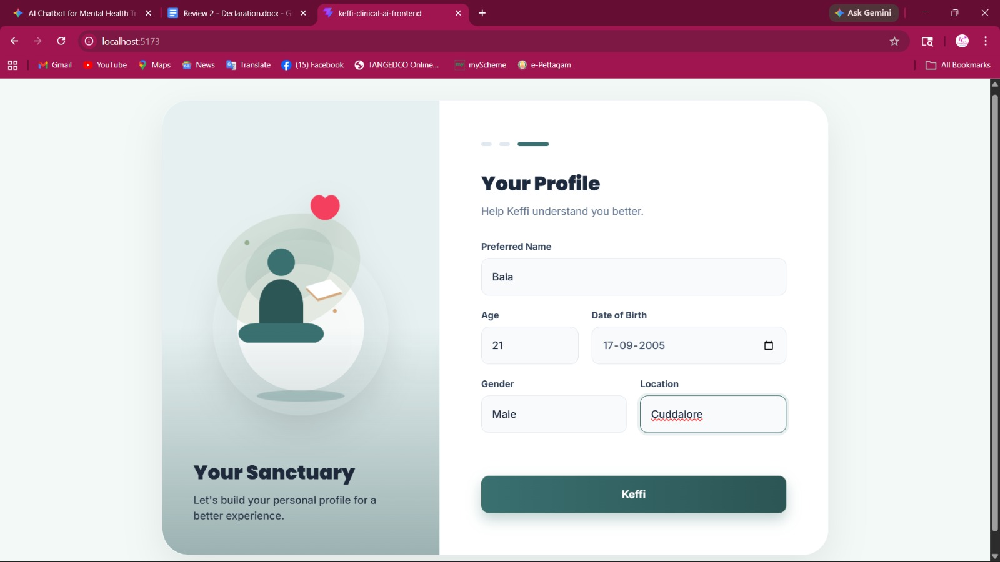 AI Chatbot for Mental Health Tr
Review 2 - Declaration.docx - G
keffi-clinical-ai-frontend
Ask Gemini
localhost:5173
Gmail
YouTube
Maps
News
Translate
(15) Facebook
TANGEDCO Online...
myScheme
e-Pettagam
All Bookmarks
Your Sanctuary
Let's build your personal profile for a
better experience.
Your Profile
Help Keffi understand you better.
Preferred Name
Bala
Age
Date of Birth
21
17-09-2005
Gender
Location
Male
Cuddalore
Keffi